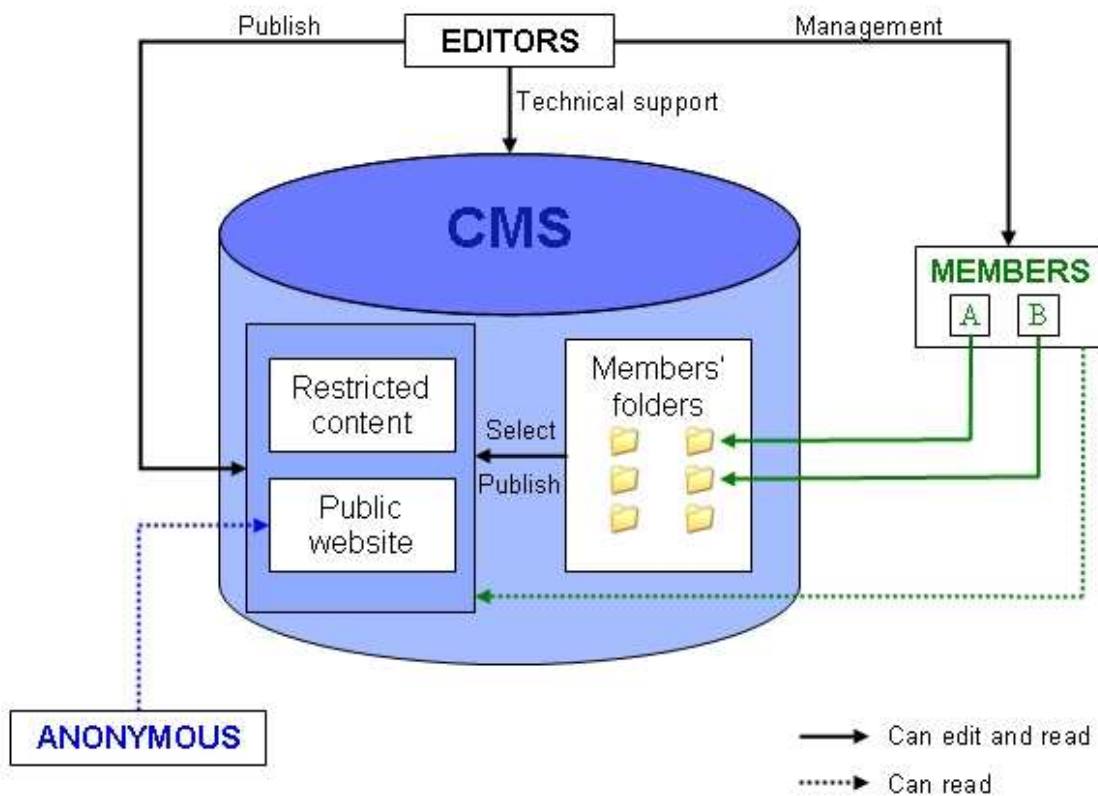 Publish
EDITORS
Management
Technical support
CMS
MEMBERS
A
B
Restricted
content
Members'
folders
Select
Publish
Public
website
ANONYMOUS
Can edit and read
Can read